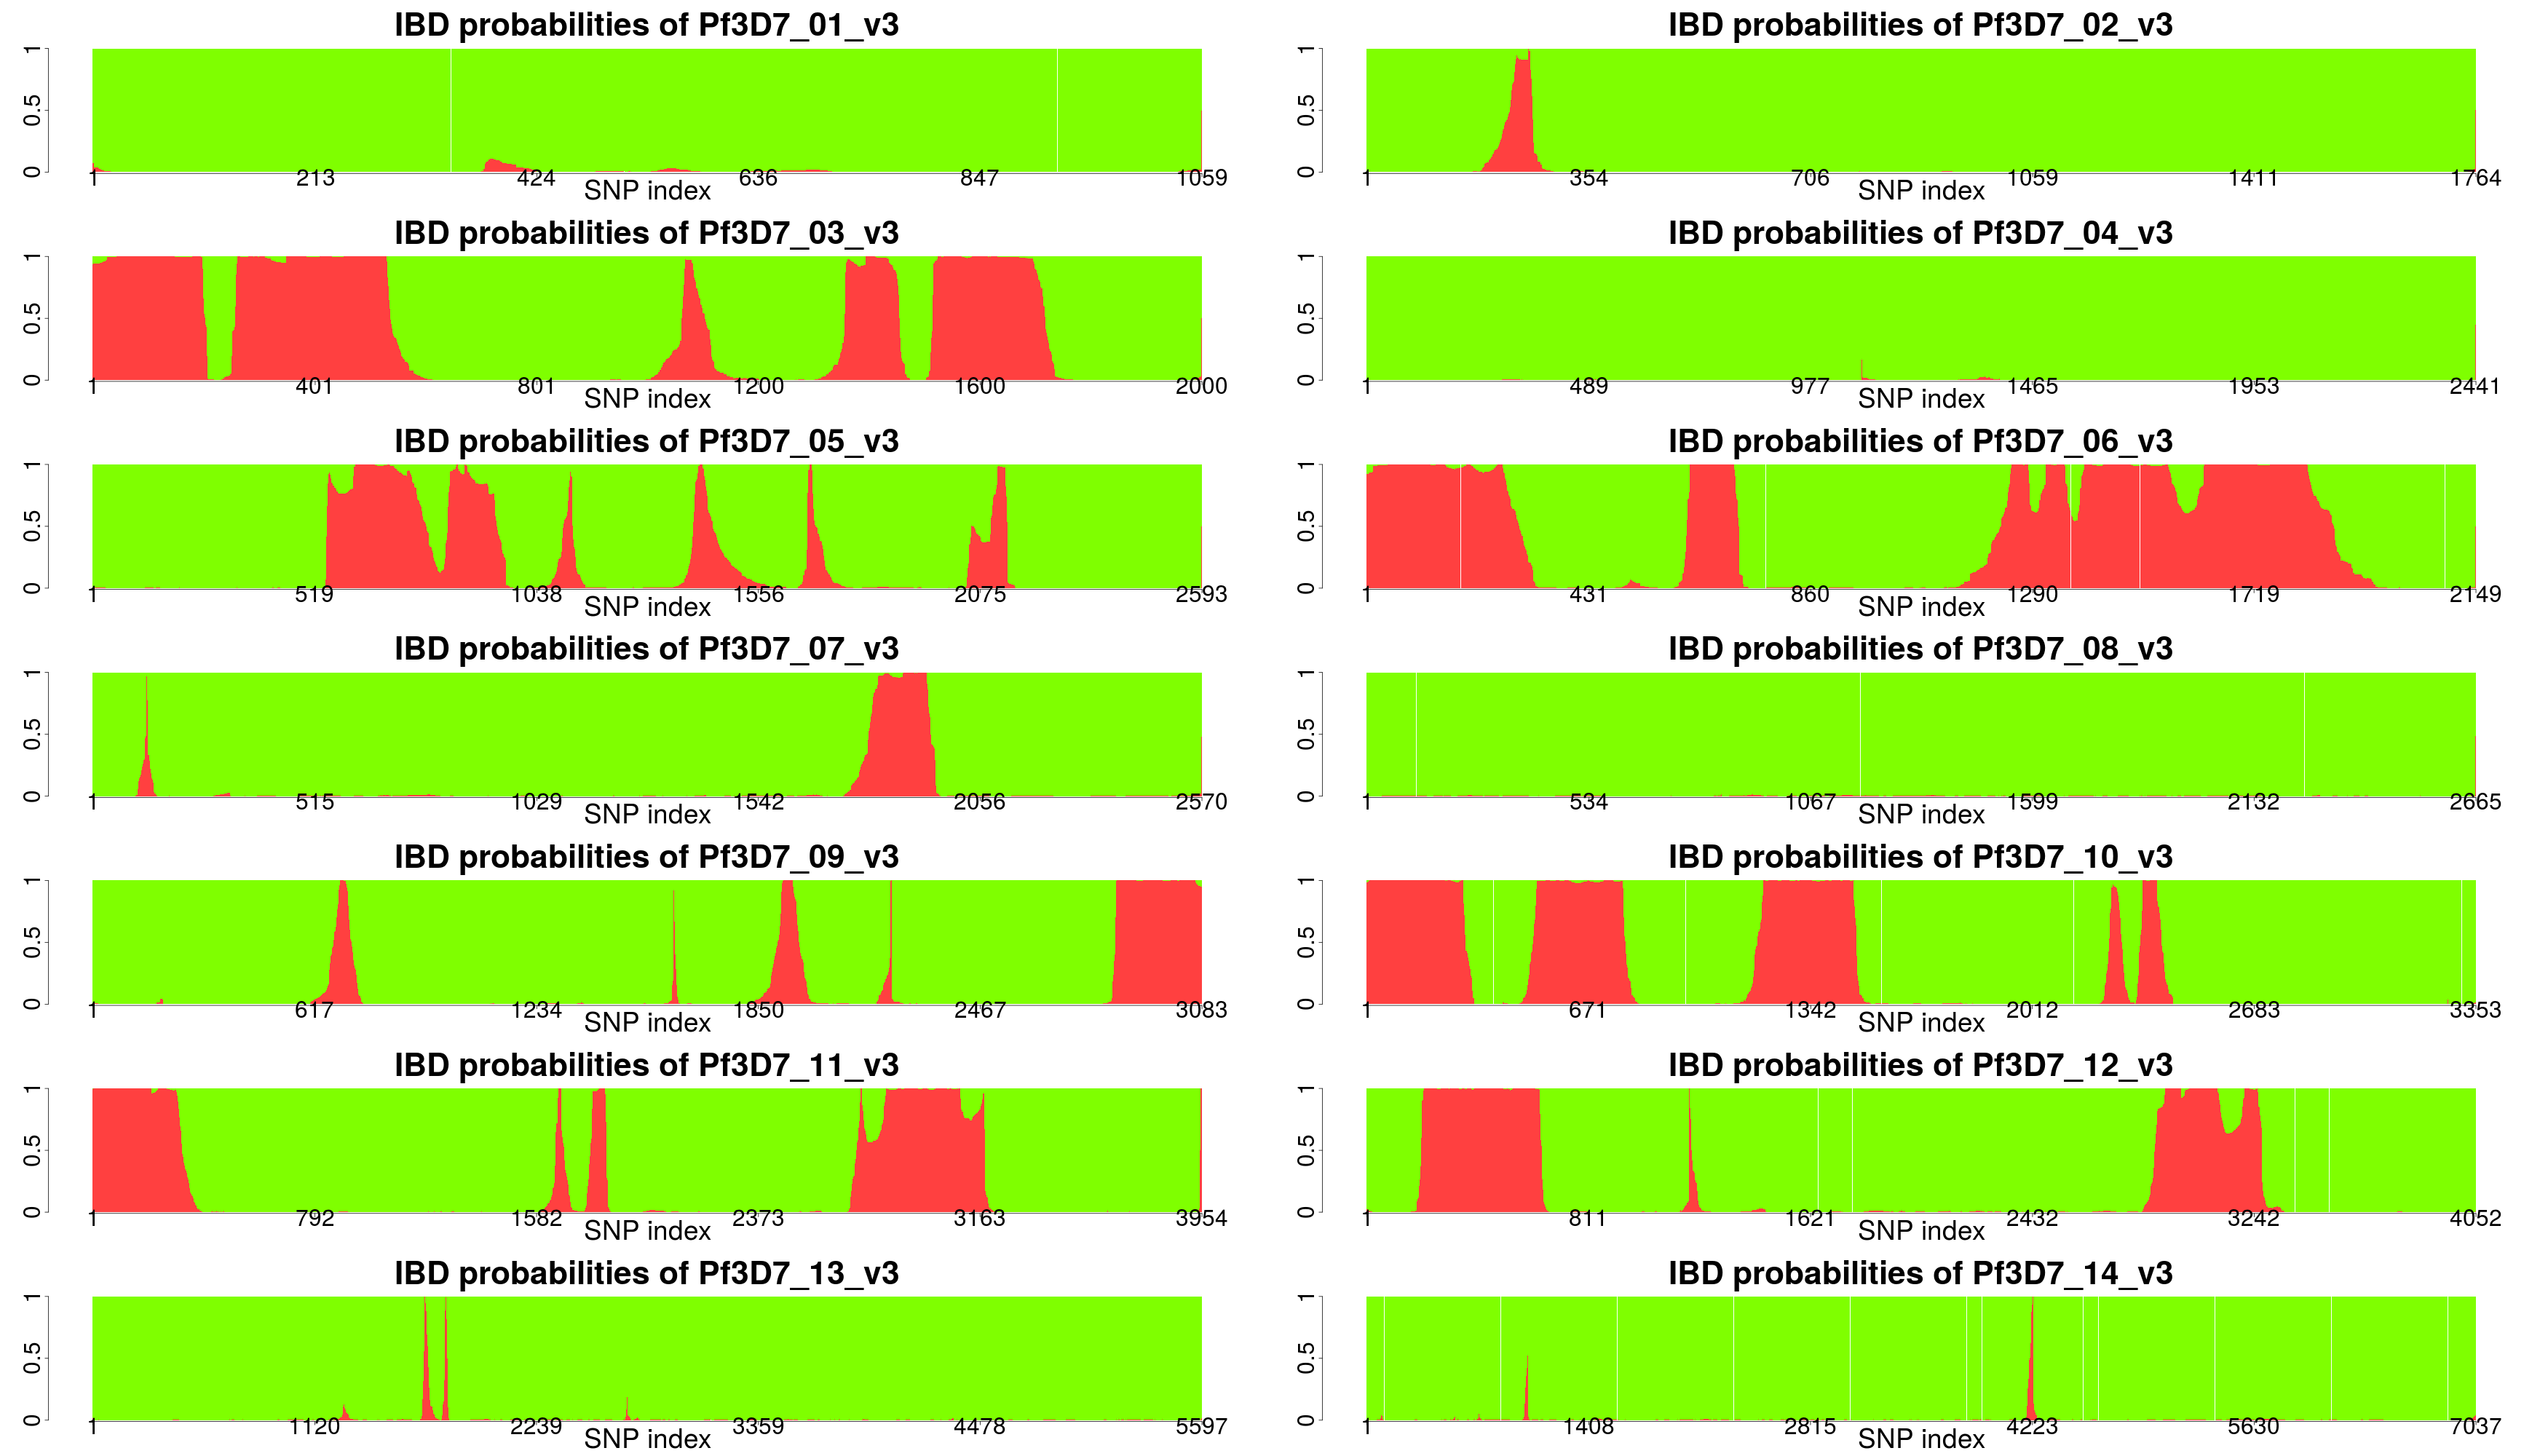 IBD probabilities of Pf3D7_01_v3
1
0.5
0
1 213 424 636 847 1059
SNP index
IBD probabilities of Pf3D7_02_v3
1
0.5
0
1 354 706 1059 1411 1764
SNP index
IBD probabilities of Pf3D7_03_v3
1
0.5
0
1 401 801 1200 1600 2000
SNP index
IBD probabilities of Pf3D7_04_v3
1
0.5
0
1 489 977 1465 1953 2441
SNP index
IBD probabilities of Pf3D7_05_v3
1
0.5
0
1 519 1038 1556 2075 2593
SNP index
IBD probabilities of Pf3D7_06_v3
1
0.5
0
1 431 860 1290 1719 2149
SNP index
IBD probabilities of Pf3D7_07_v3
1
0.5
0
1 515 1029 1542 2056 2570
SNP index
IBD probabilities of Pf3D7_08_v3
1
0.5
0
1 534 1067 1599 2132 2665
SNP index
IBD probabilities of Pf3D7_09_v3
1
0.5
0
1 617 1234 1850 2467 3083
SNP index
IBD probabilities of Pf3D7_10_v3
1
0.5
0
1 671 1342 2012 2683 3353
SNP index
IBD probabilities of Pf3D7_11_v3
1
0.5
0
1 792 1582 2373 3163 3954
SNP index
IBD probabilities of Pf3D7_12_v3
1
0.5
0
1 811 1621 2432 3242 4052
SNP index
IBD probabilities of Pf3D7_13_v3
1
0.5
0
1 1120 2239 3359 4478 5597
SNP index
IBD probabilities of Pf3D7_14_v3
1
0.5
0
1 1408 2815 4223 5630 7037
SNP index